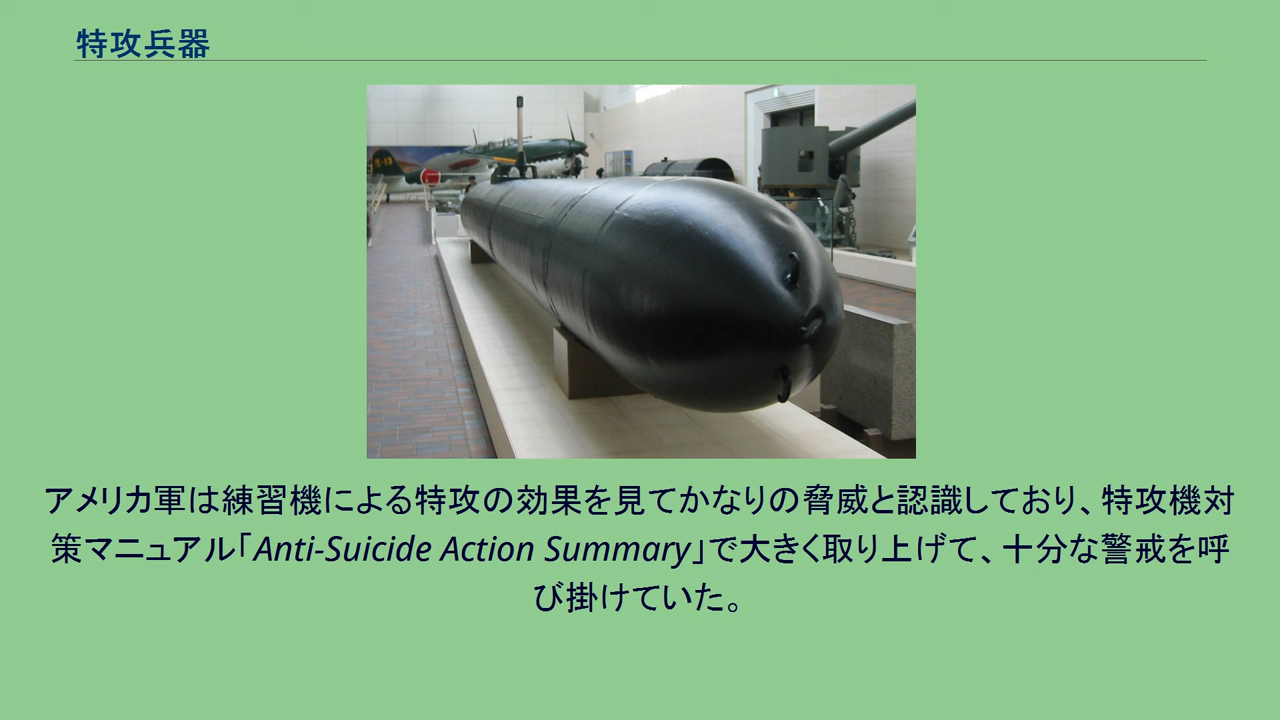 特攻兵器
アメリカ軍は練習機による特攻の効果を見てかなりの脅威と認識しており、特攻機対
策マニュアル「Anti-Suicide Action Summary」で大きく取り上げて、十分な警戒を呼
び掛けていた。